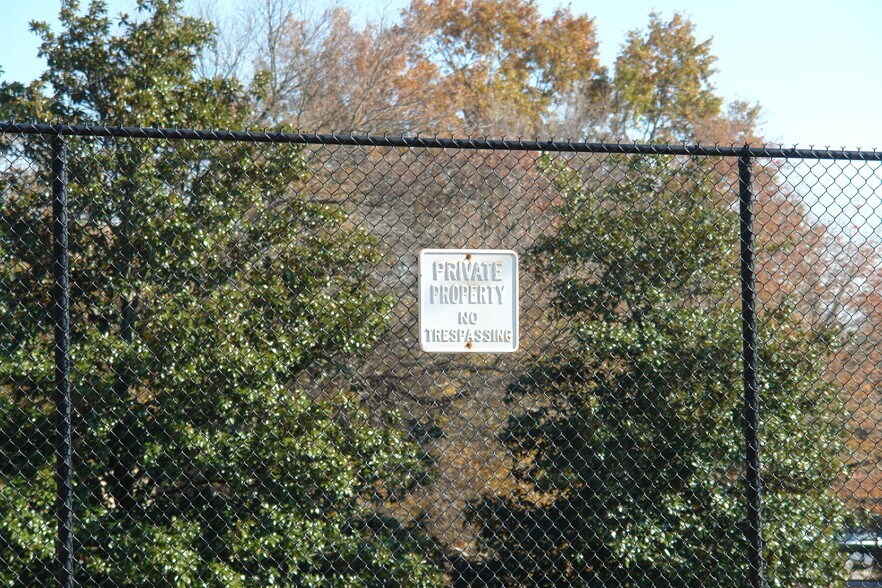 PRIVATE
PROPERTY
NO
TRESPASSING